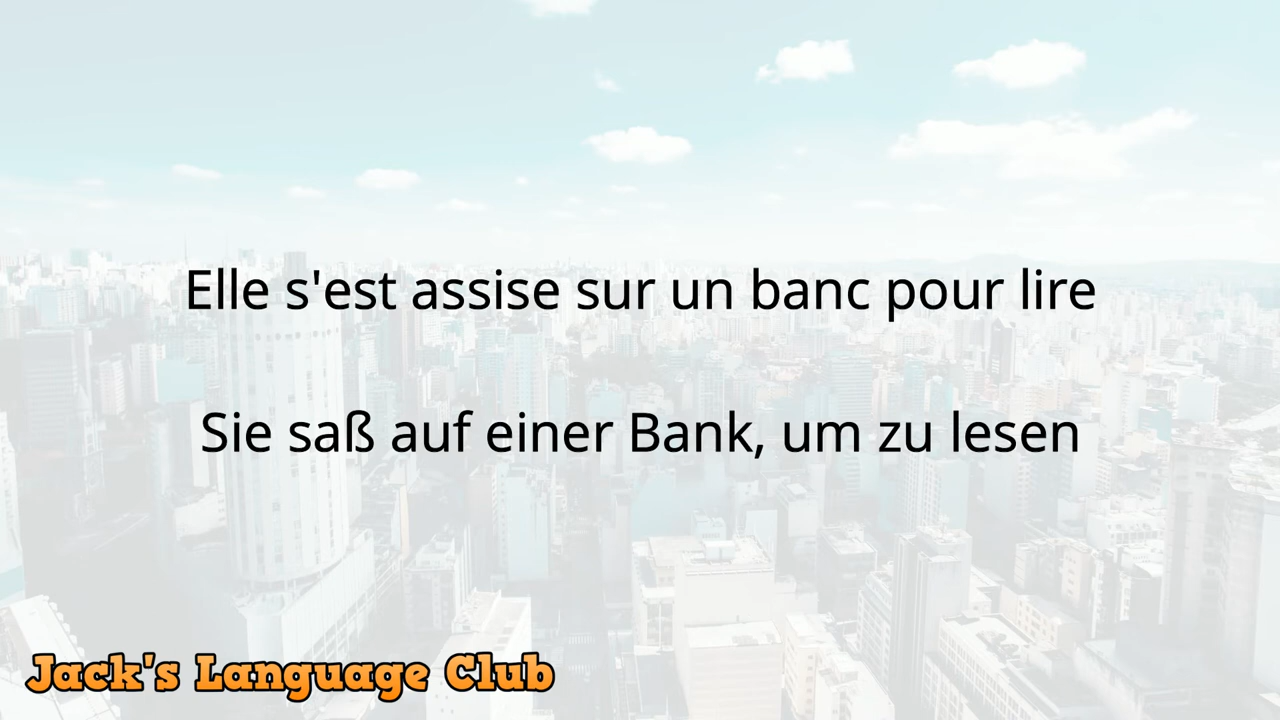 Elle s'est assise sur un banc pour lire
Sie saß auf einer Bank, um zu lesen
Jack's Language Club